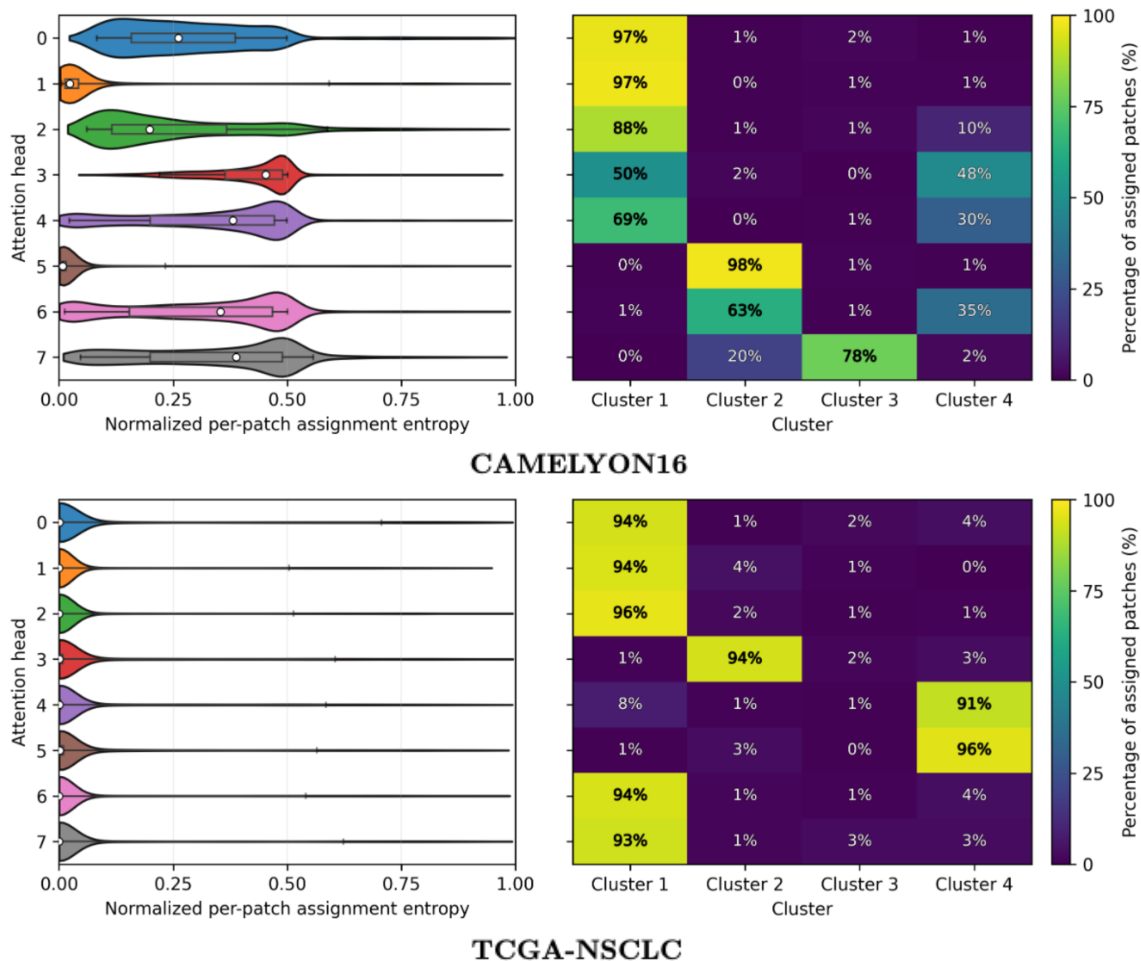 Attention head
0
1
2
3
4
5
6
7
0.00 0.25 0.50 0.75 1.00
Normalized per-patch assignment entropy
97% 1% 2% 1%
97% 0% 1% 1%
88% 1% 1% 10%
50% 2% 0% 48%
69% 0% 1% 30%
0% 98% 1% 1%
1% 63% 1% 35%
0% 20% 78% 2%
Cluster 1 Cluster 2 Cluster 3 Cluster 4
Cluster
100
75
50
25
0
Percentage of assigned patches (%)
CAMELYON16
Attention head
0
1
2
3
4
5
6
7
0.00 0.25 0.50 0.75 1.00
Normalized per-patch assignment entropy
94% 1% 2% 4%
94% 4% 1% 0%
96% 2% 1% 1%
1% 94% 2% 3%
8% 1% 1% 91%
1% 3% 0% 96%
94% 1% 1% 4%
93% 1% 3% 3%
Cluster 1 Cluster 2 Cluster 3 Cluster 4
Cluster
100
75
50
25
0
Percentage of assigned patches (%)
TCGA-NSCLC